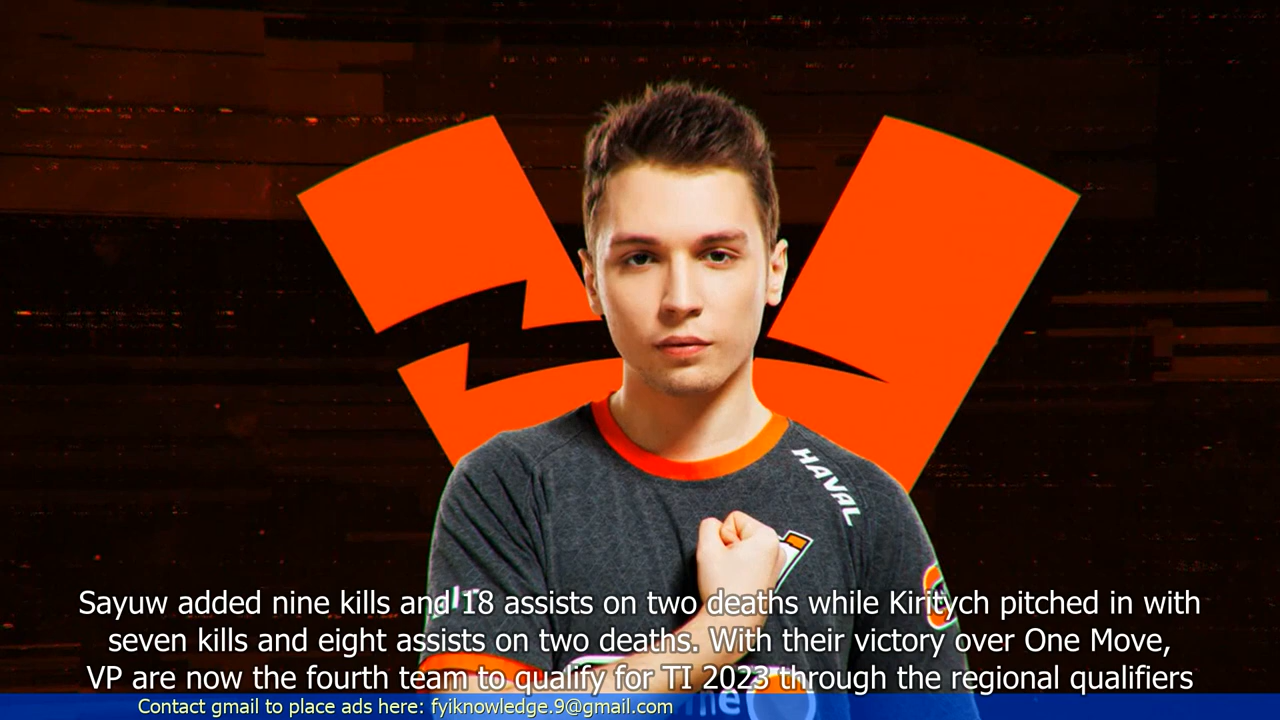 HAVAL
Sayuw added nine kills and 18 assists on two deaths while Kiritych pitched in with
seven kills and eight assists on two deaths. With their victory over One Move,
VP are now the fourth team to qualify for TI 2023 through the regional qualifiers
Contact gmail to place ads here: fyiknowledge.9@gmail.com